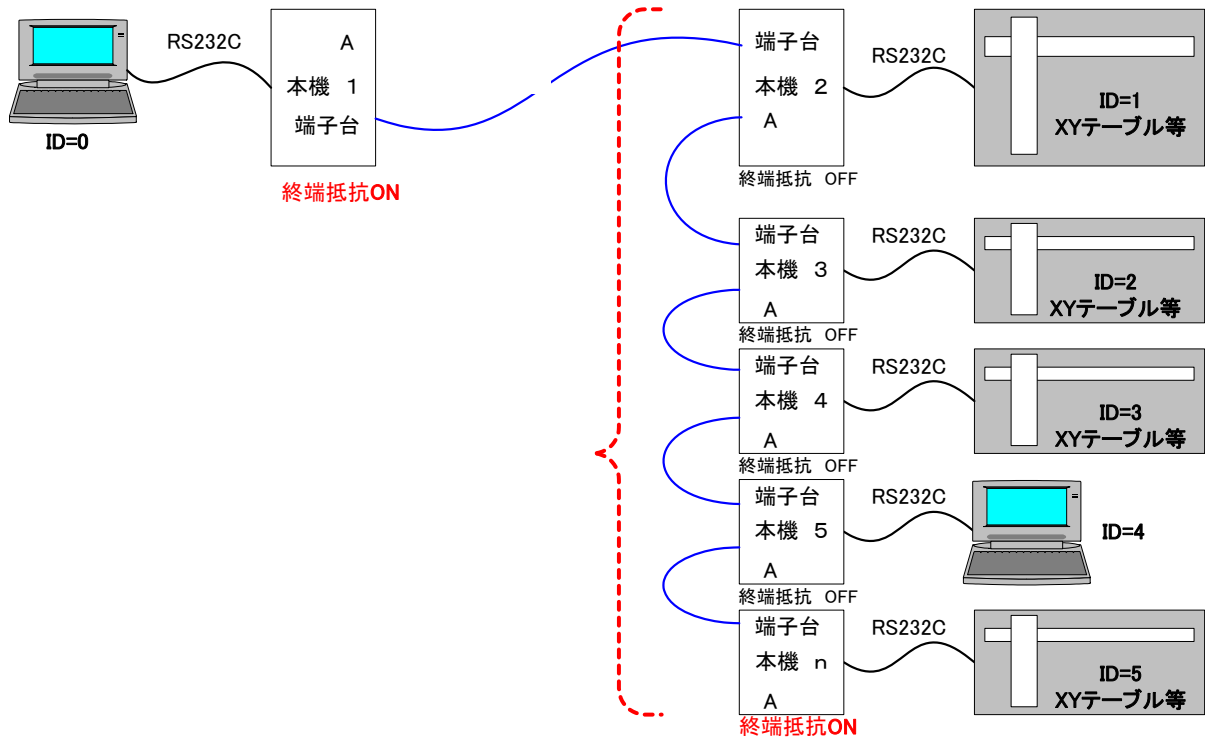 RS232C
ID=0
A
本機 1
端子台
終端抵抗ON
端子台
本機 2
A
終端抵抗 OFF
RS232C
ID=1
XYテーブル等
端子台
本機 3
A
終端抵抗 OFF
RS232C
ID=2
XYテーブル等
端子台
本機 4
A
終端抵抗 OFF
RS232C
ID=3
XYテーブル等
端子台
本機 5
A
終端抵抗 OFF
RS232C
ID=4
端子台
本機 n
A
終端抵抗ON
RS232C
ID=5
XYテーブル等